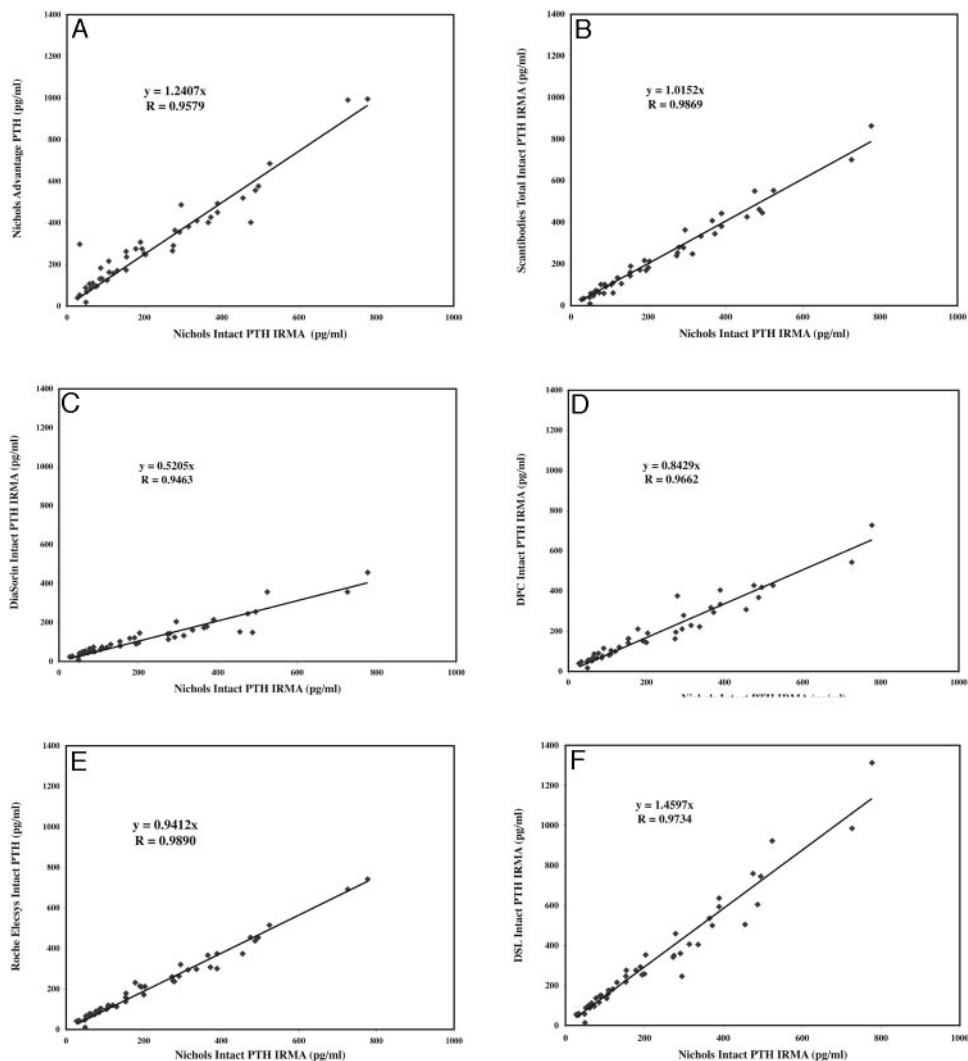 A
y = 1.2407x
R = 0.9579
Nichols Advantage PTH (pg/ml)
1400
1200
1000
800
600
400
200
0
0 200 400 600 800 1000
Nichols Intact PTH IRMA (pg/ml)
B
y = 1.0152x
R = 0.9869
Scantibodies Total Intact PTH IRMA (pg/ml)
1400
1200
1000
800
600
400
200
0
0 200 400 600 800 1000
Nichols Intact PTH IRMA (pg/ml)
C
y = 0.5205x
R = 0.9463
DiaSorin Intact PTH IRMA (pg/ml)
1400
1200
1000
800
600
400
200
0
0 200 400 600 800 1000
Nichols Intact PTH IRMA (pg/ml)
D
y = 0.8429x
R = 0.9662
DPC Intact PTH IRMA (pg/ml)
1400
1200
1000
800
600
400
200
0
0 200 400 600 800 1000
Nichols Intact PTH IRMA (pg/ml)
E
y = 0.9412x
R = 0.9890
Roche Elecsys Intact PTH (pg/ml)
1400
1200
1000
800
600
400
200
0
0 200 400 600 800 1000
Nichols Intact PTH IRMA (pg/ml)
F
y = 1.4597x
R = 0.9734
DSL Intact PTH IRMA (pg/ml)
1400
1200
1000
800
600
400
200
0
0 200 400 600 800 1000
Nichols Intact PTH IRMA (pg/ml)